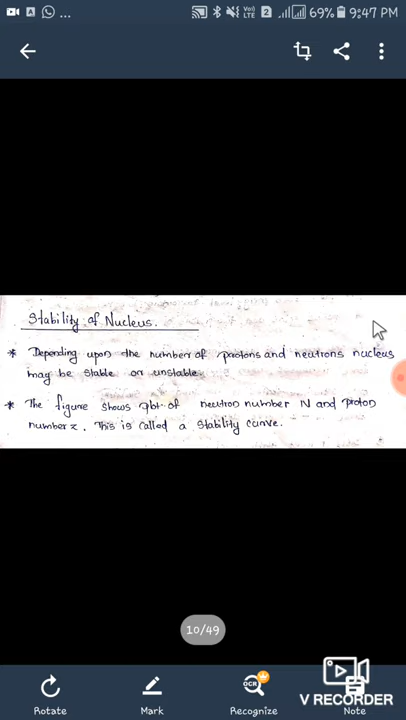 69% 9:47 PM
Stability of Nucleus.
* Depending upon the number of protons and neutrons nucleus
may be stable or unstable.
* The figure shows plot of neutron number N and proton
number z. This is called a stability curve.
10/49
OCR
Rotate Mark Recognize Note
V RECORDER